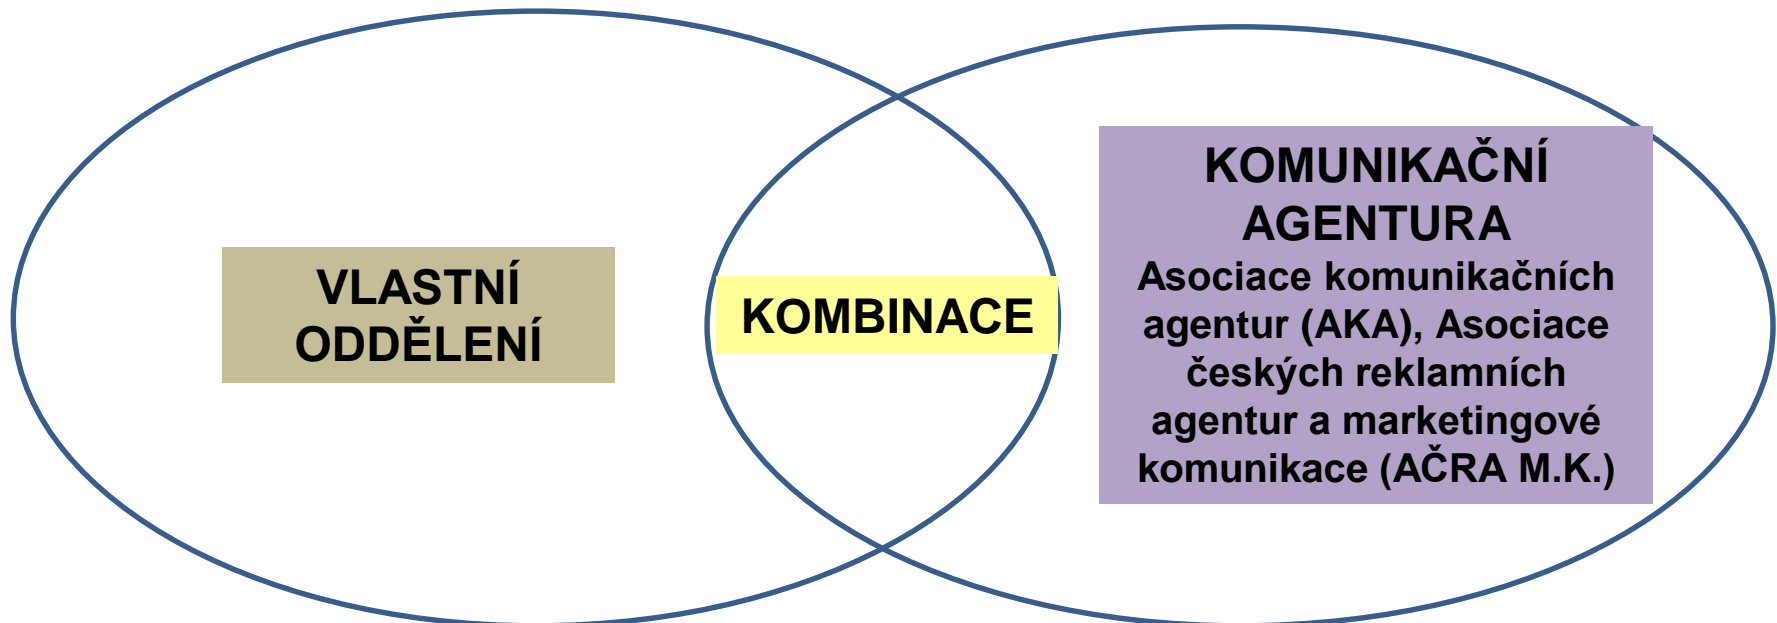 VLASTNÍ
ODDĚLENÍ
KOMBINACE
KOMUNIKAČNÍ
AGENTURA
Asociace komunikačních
agentur (AKA), Asociace
českých reklamních
agentur a marketingové
komunikace (AČRA M.K.)